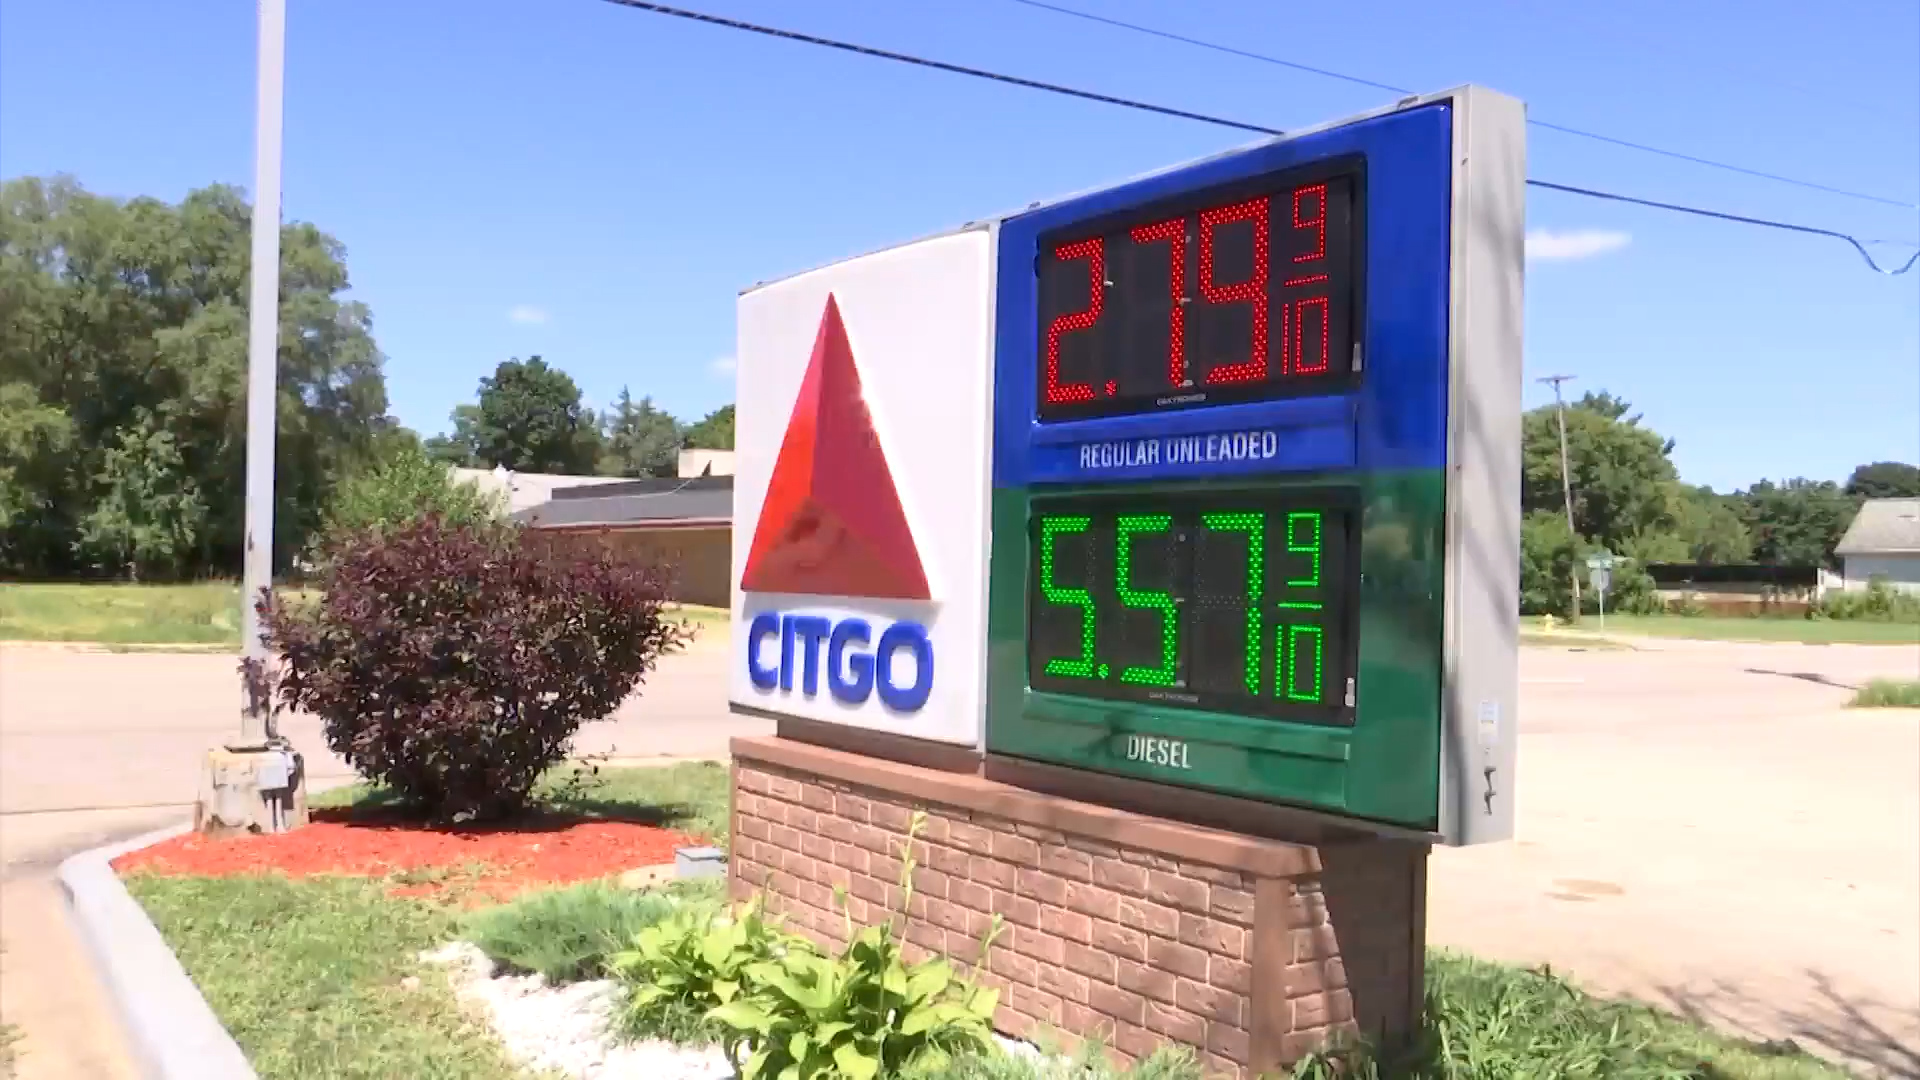 CITGO
2.79 9/10
REGULAR UNLEADED
5.57 9/10
DIESEL